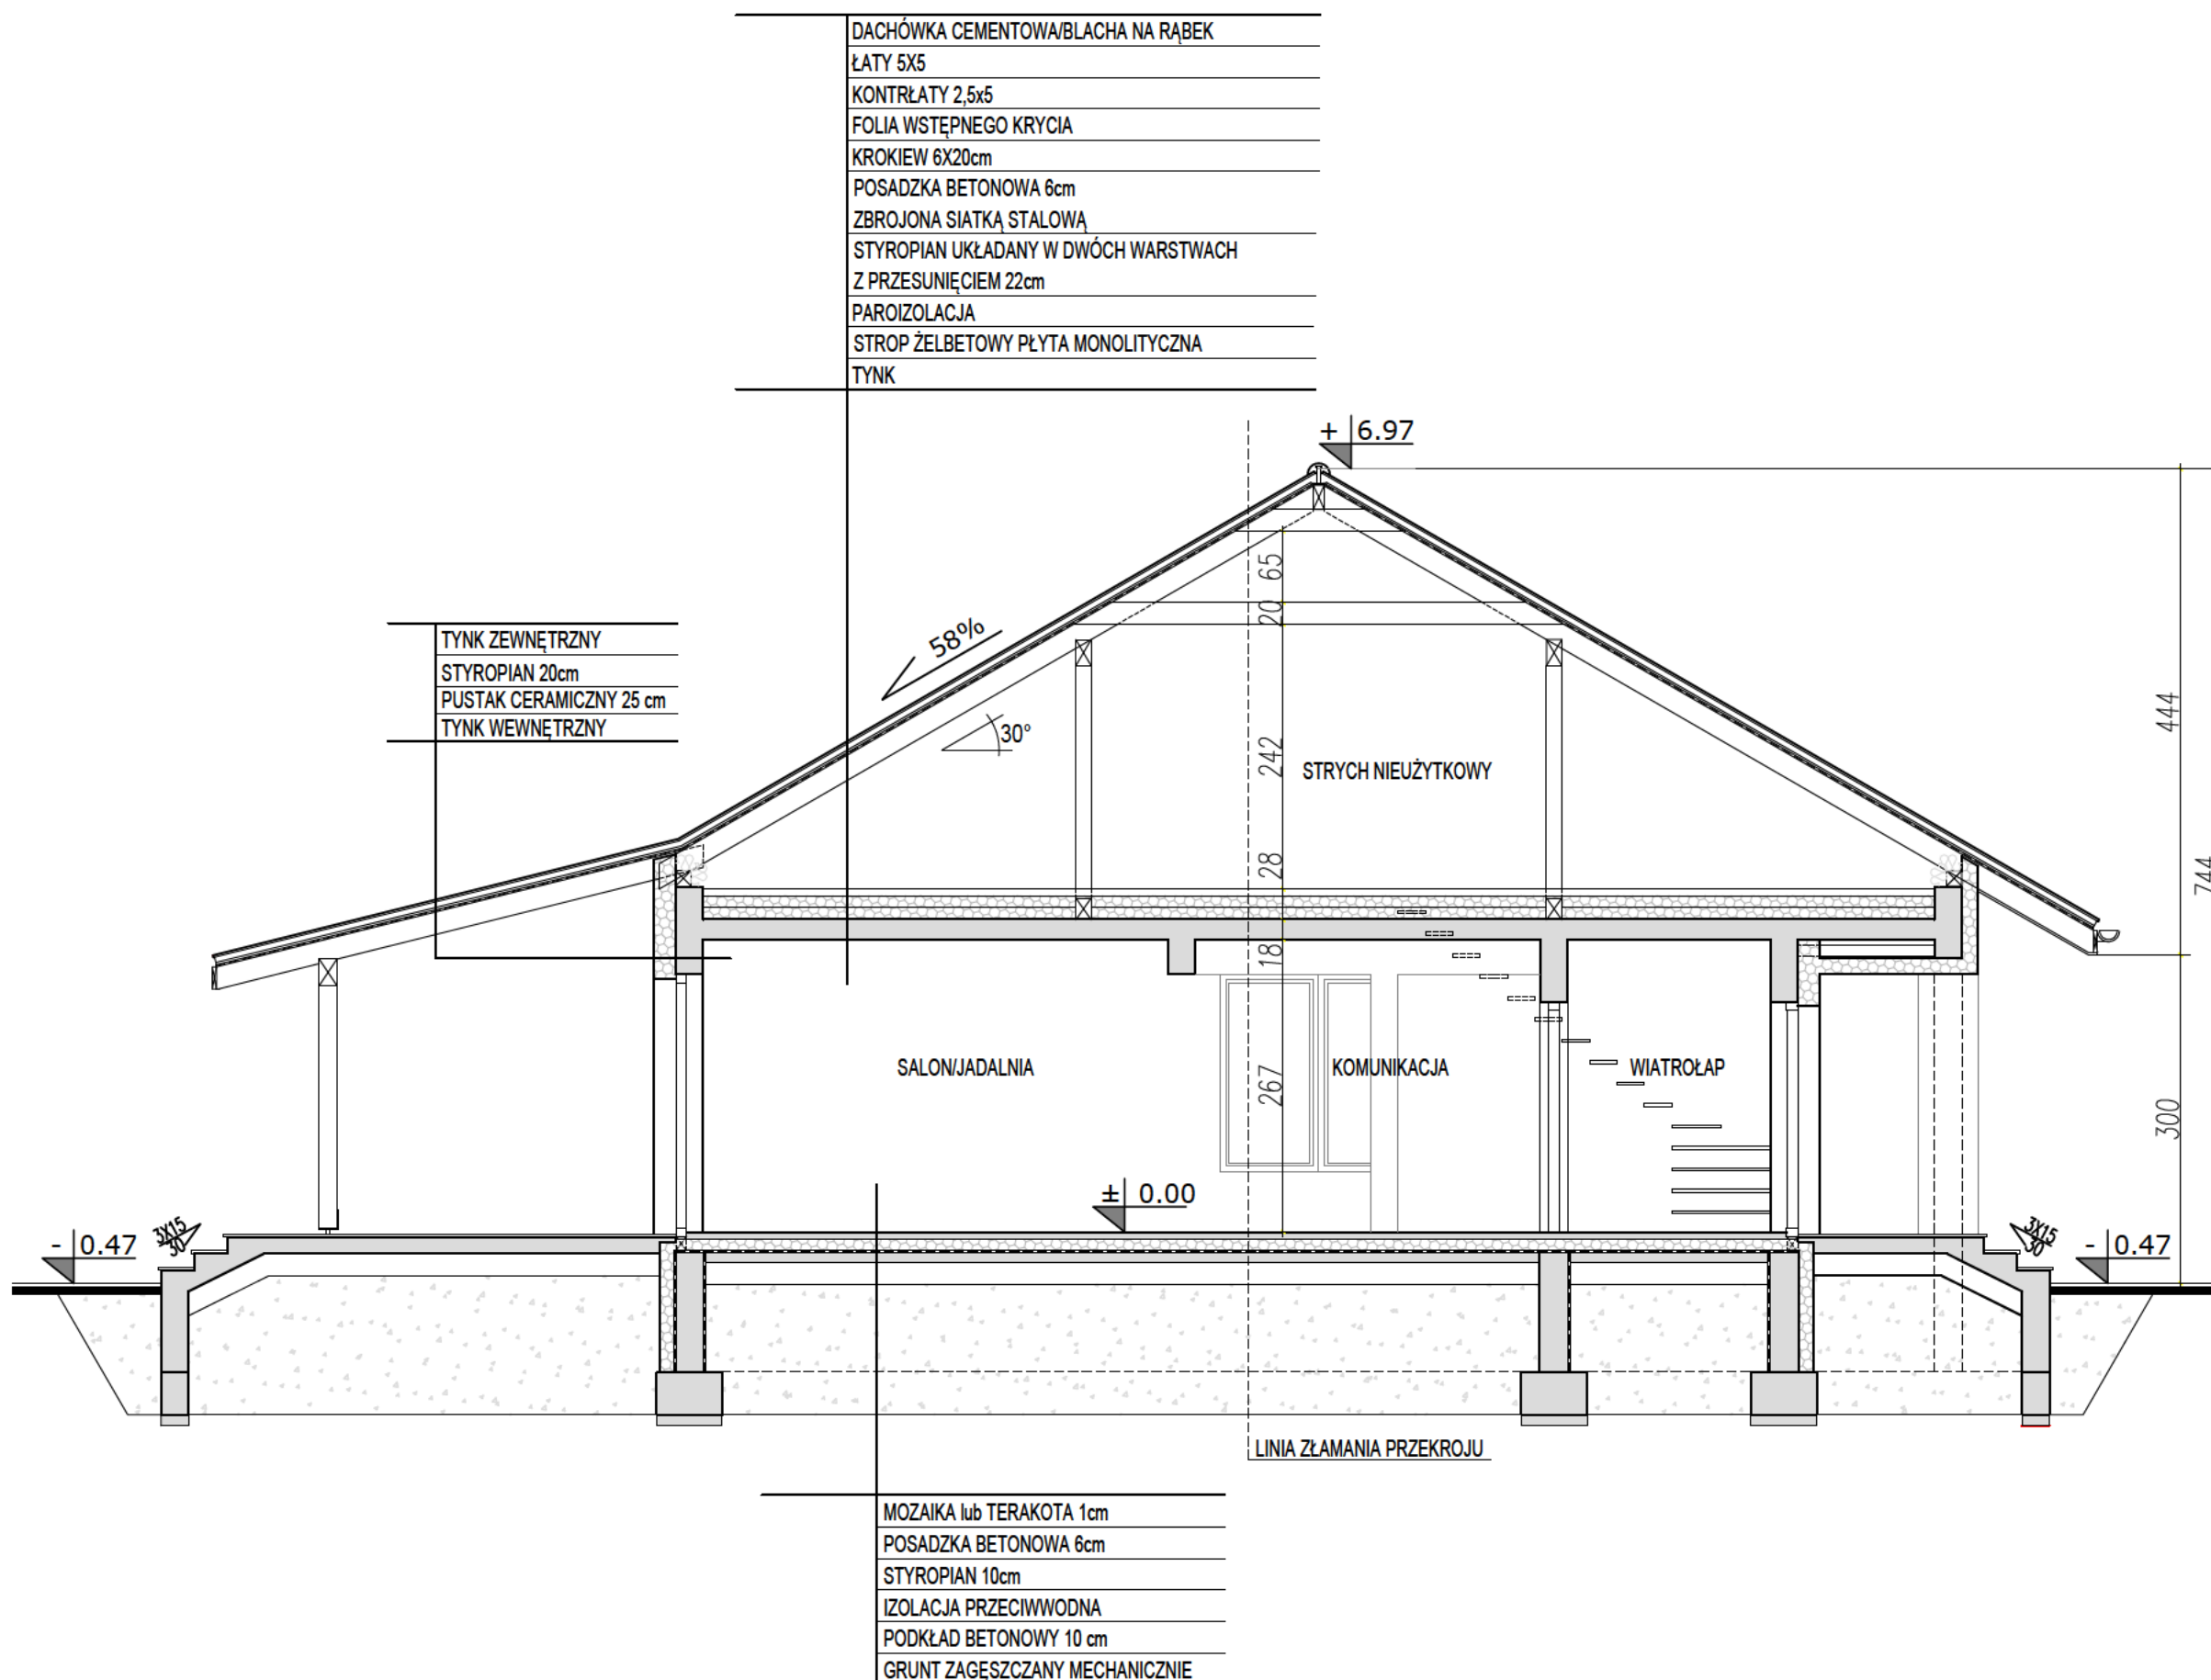 DACHÓWKA CEMENTOWA/BLACHA NA RĄBEK
ŁATY 5X5
KONTRŁATY 2,5x5
FOLIA WSTĘPNEGO KRYCIA
KROKIEW 6X20cm
POSADZKA BETONOWA 6cm
ZBROJONA SIATKĄ STALOWĄ
STYROPIAN UKŁADANY W DWÓCH WARSTWACH
Z PRZESUNIĘCIEM 22cm
PAROIZOLACJA
STROP ŻELBETOWY PŁYTA MONOLITYCZNA
TYNK
+ 6.97
65
20
58%
TYNK ZEWNĘTRZNY
STYROPIAN 20cm
PUSTAK CERAMICZNY 25 cm
TYNK WEWNĘTRZNY
30°
242
STRYCH NIEUŻYTKOWY
444
28
744
18
SALON/JADALNIA
267
KOMUNIKACJA
WIATROŁAP
300
± 0.00
- 0.47
3X15
30
3X15
30
- 0.47
LINIA ZŁAMANIA PRZEKROJU
MOZAIKA lub TERAKOTA 1cm
POSADZKA BETONOWA 6cm
STYROPIAN 10cm
IZOLACJA PRZECIWWODNA
PODKŁAD BETONOWY 10 cm
GRUNT ZAGĘSZCZANY MECHANICZNIE